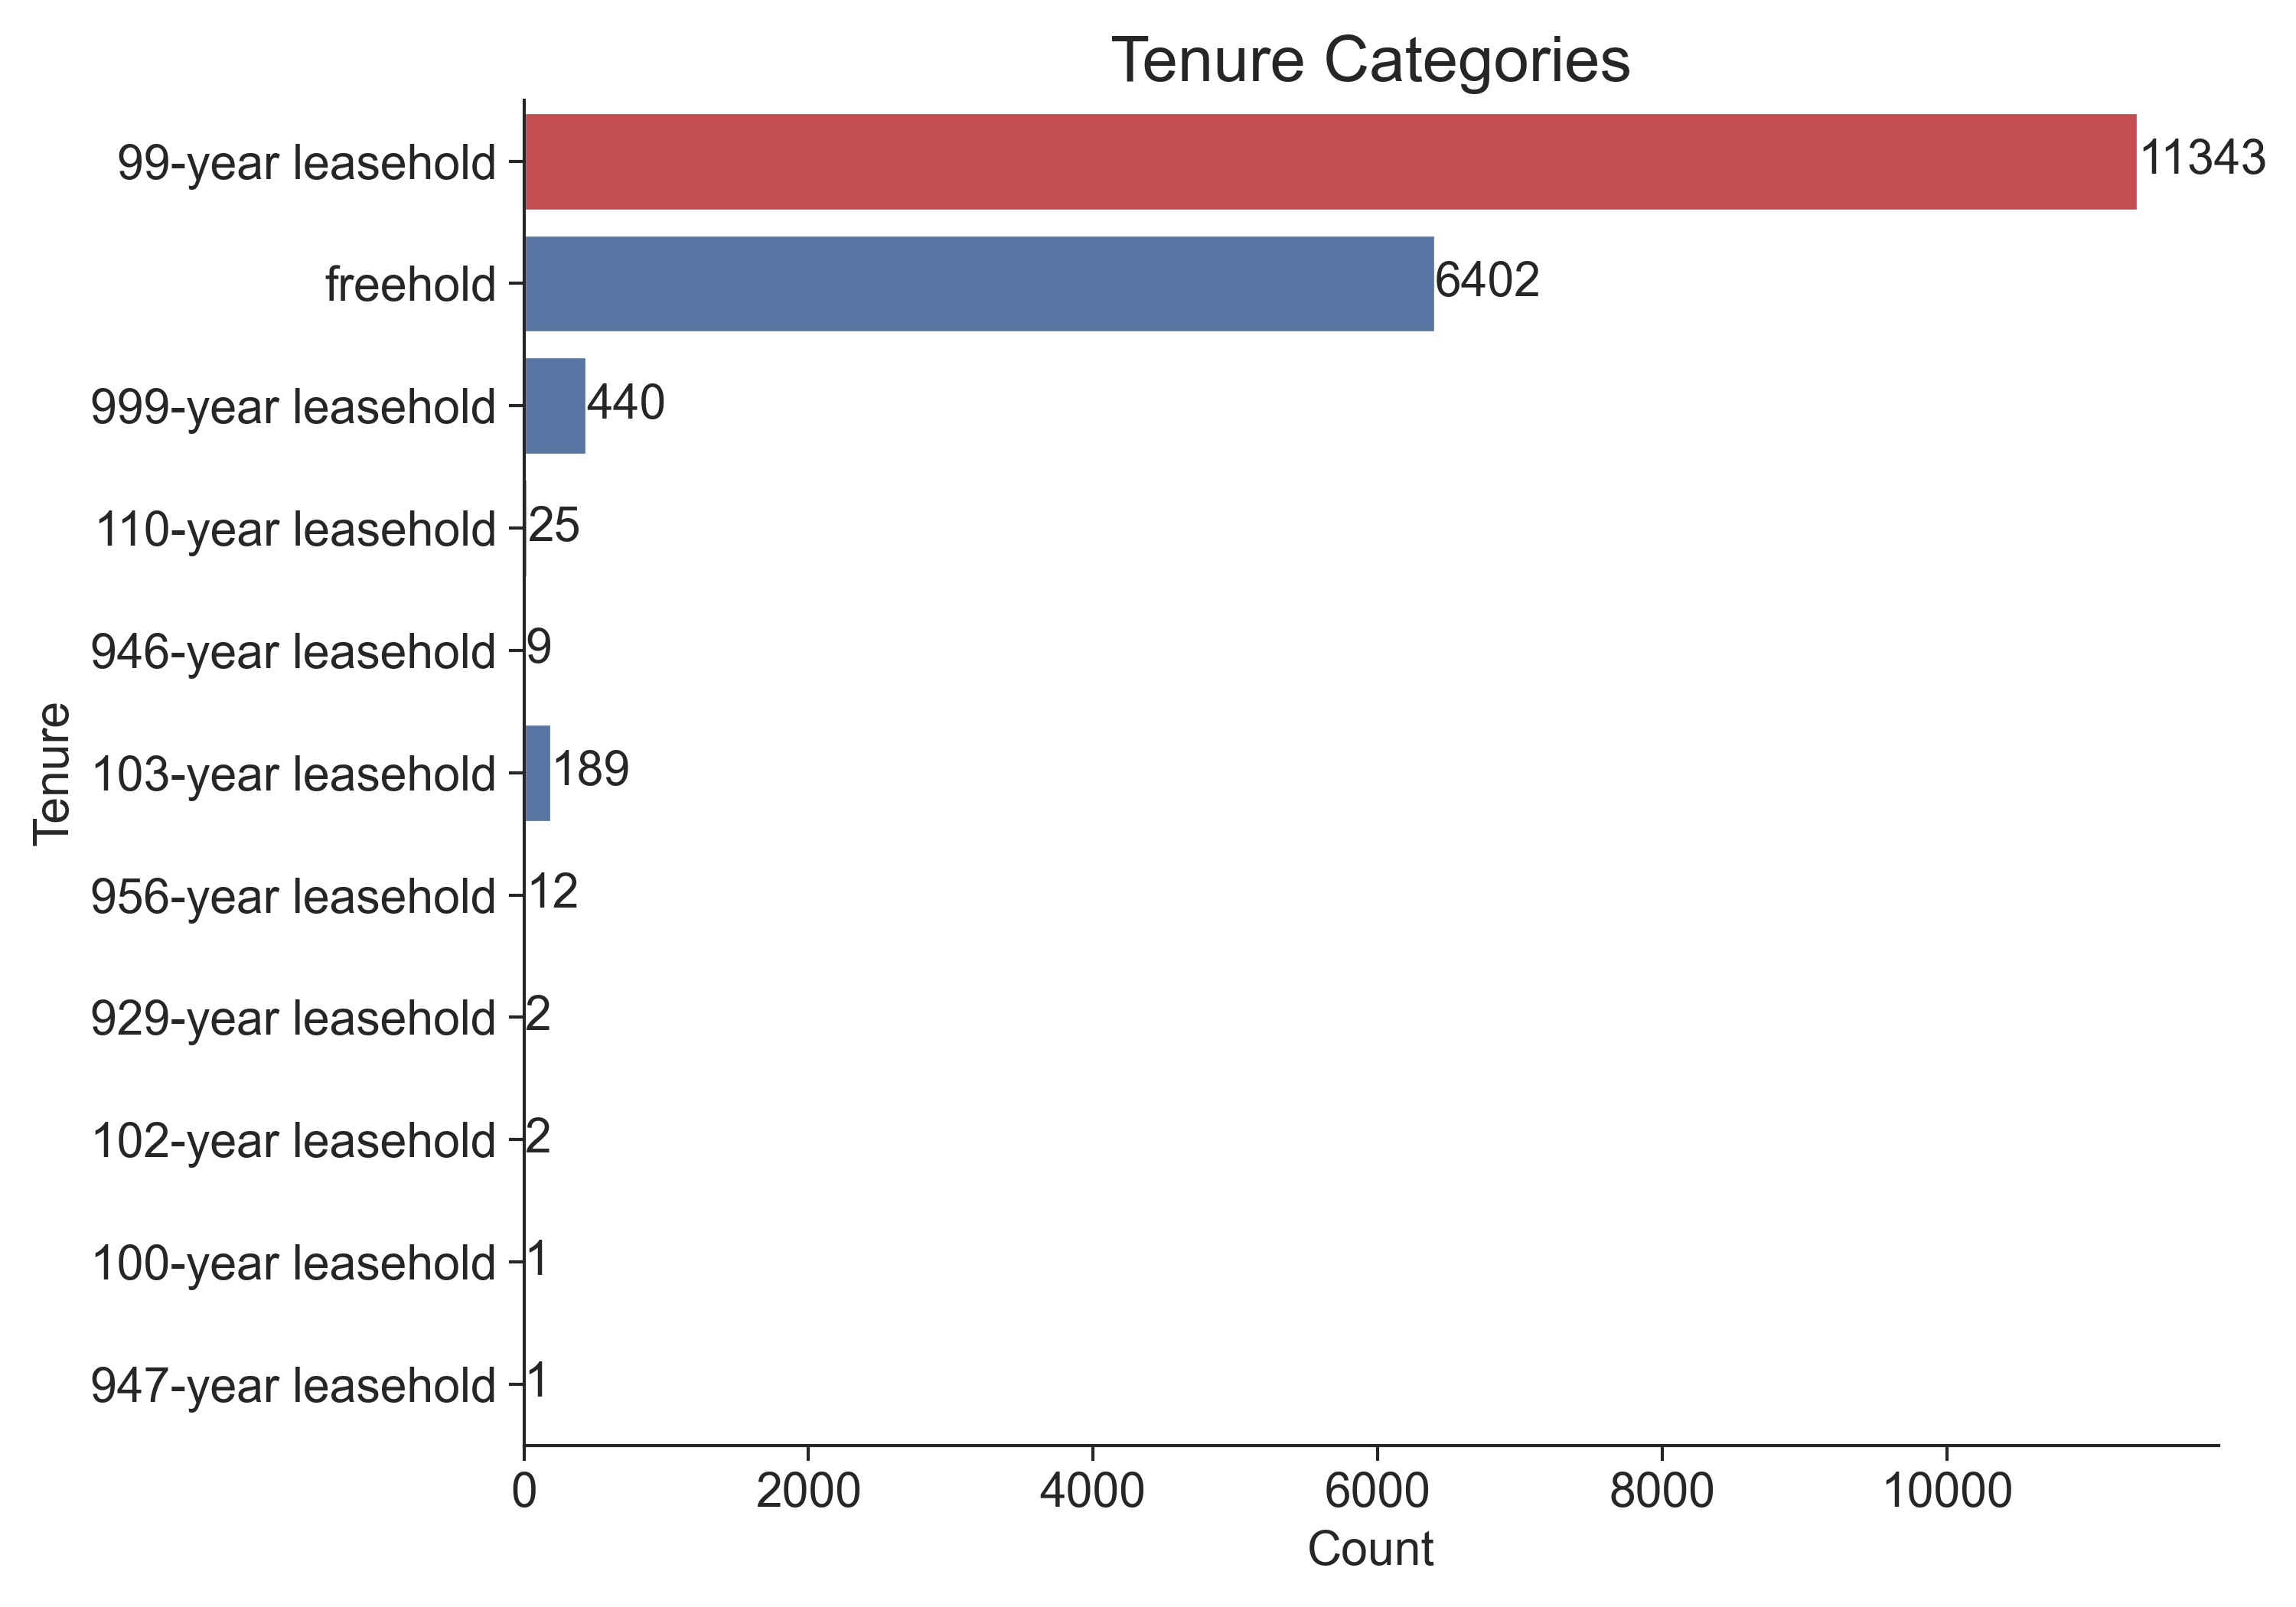 Tenure Categories
99-year leasehold 11343
freehold 6402
999-year leasehold 440
110-year leasehold 25
946-year leasehold 9
103-year leasehold 189
956-year leasehold 12
929-year leasehold 2
102-year leasehold 2
100-year leasehold 1
947-year leasehold 1
Tenure
0 2000 4000 6000 8000 10000
Count